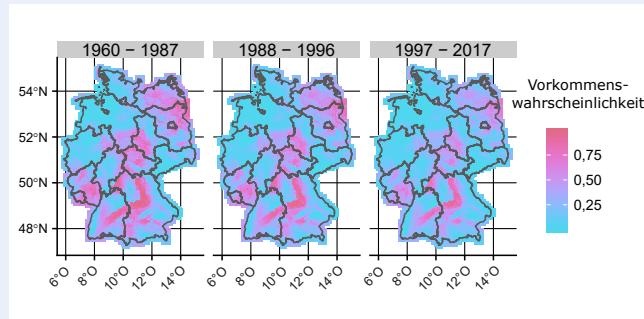 1960 – 1987
1988 – 1996
1997 – 2017
54°N
52°N
50°N
48°N
6°O
8°O
10°O
12°O
14°O
6°O
8°O
10°O
12°O
14°O
6°O
8°O
10°O
12°O
14°O
Vorkommens-
wahrscheinlichkeit
0,75
0,50
0,25